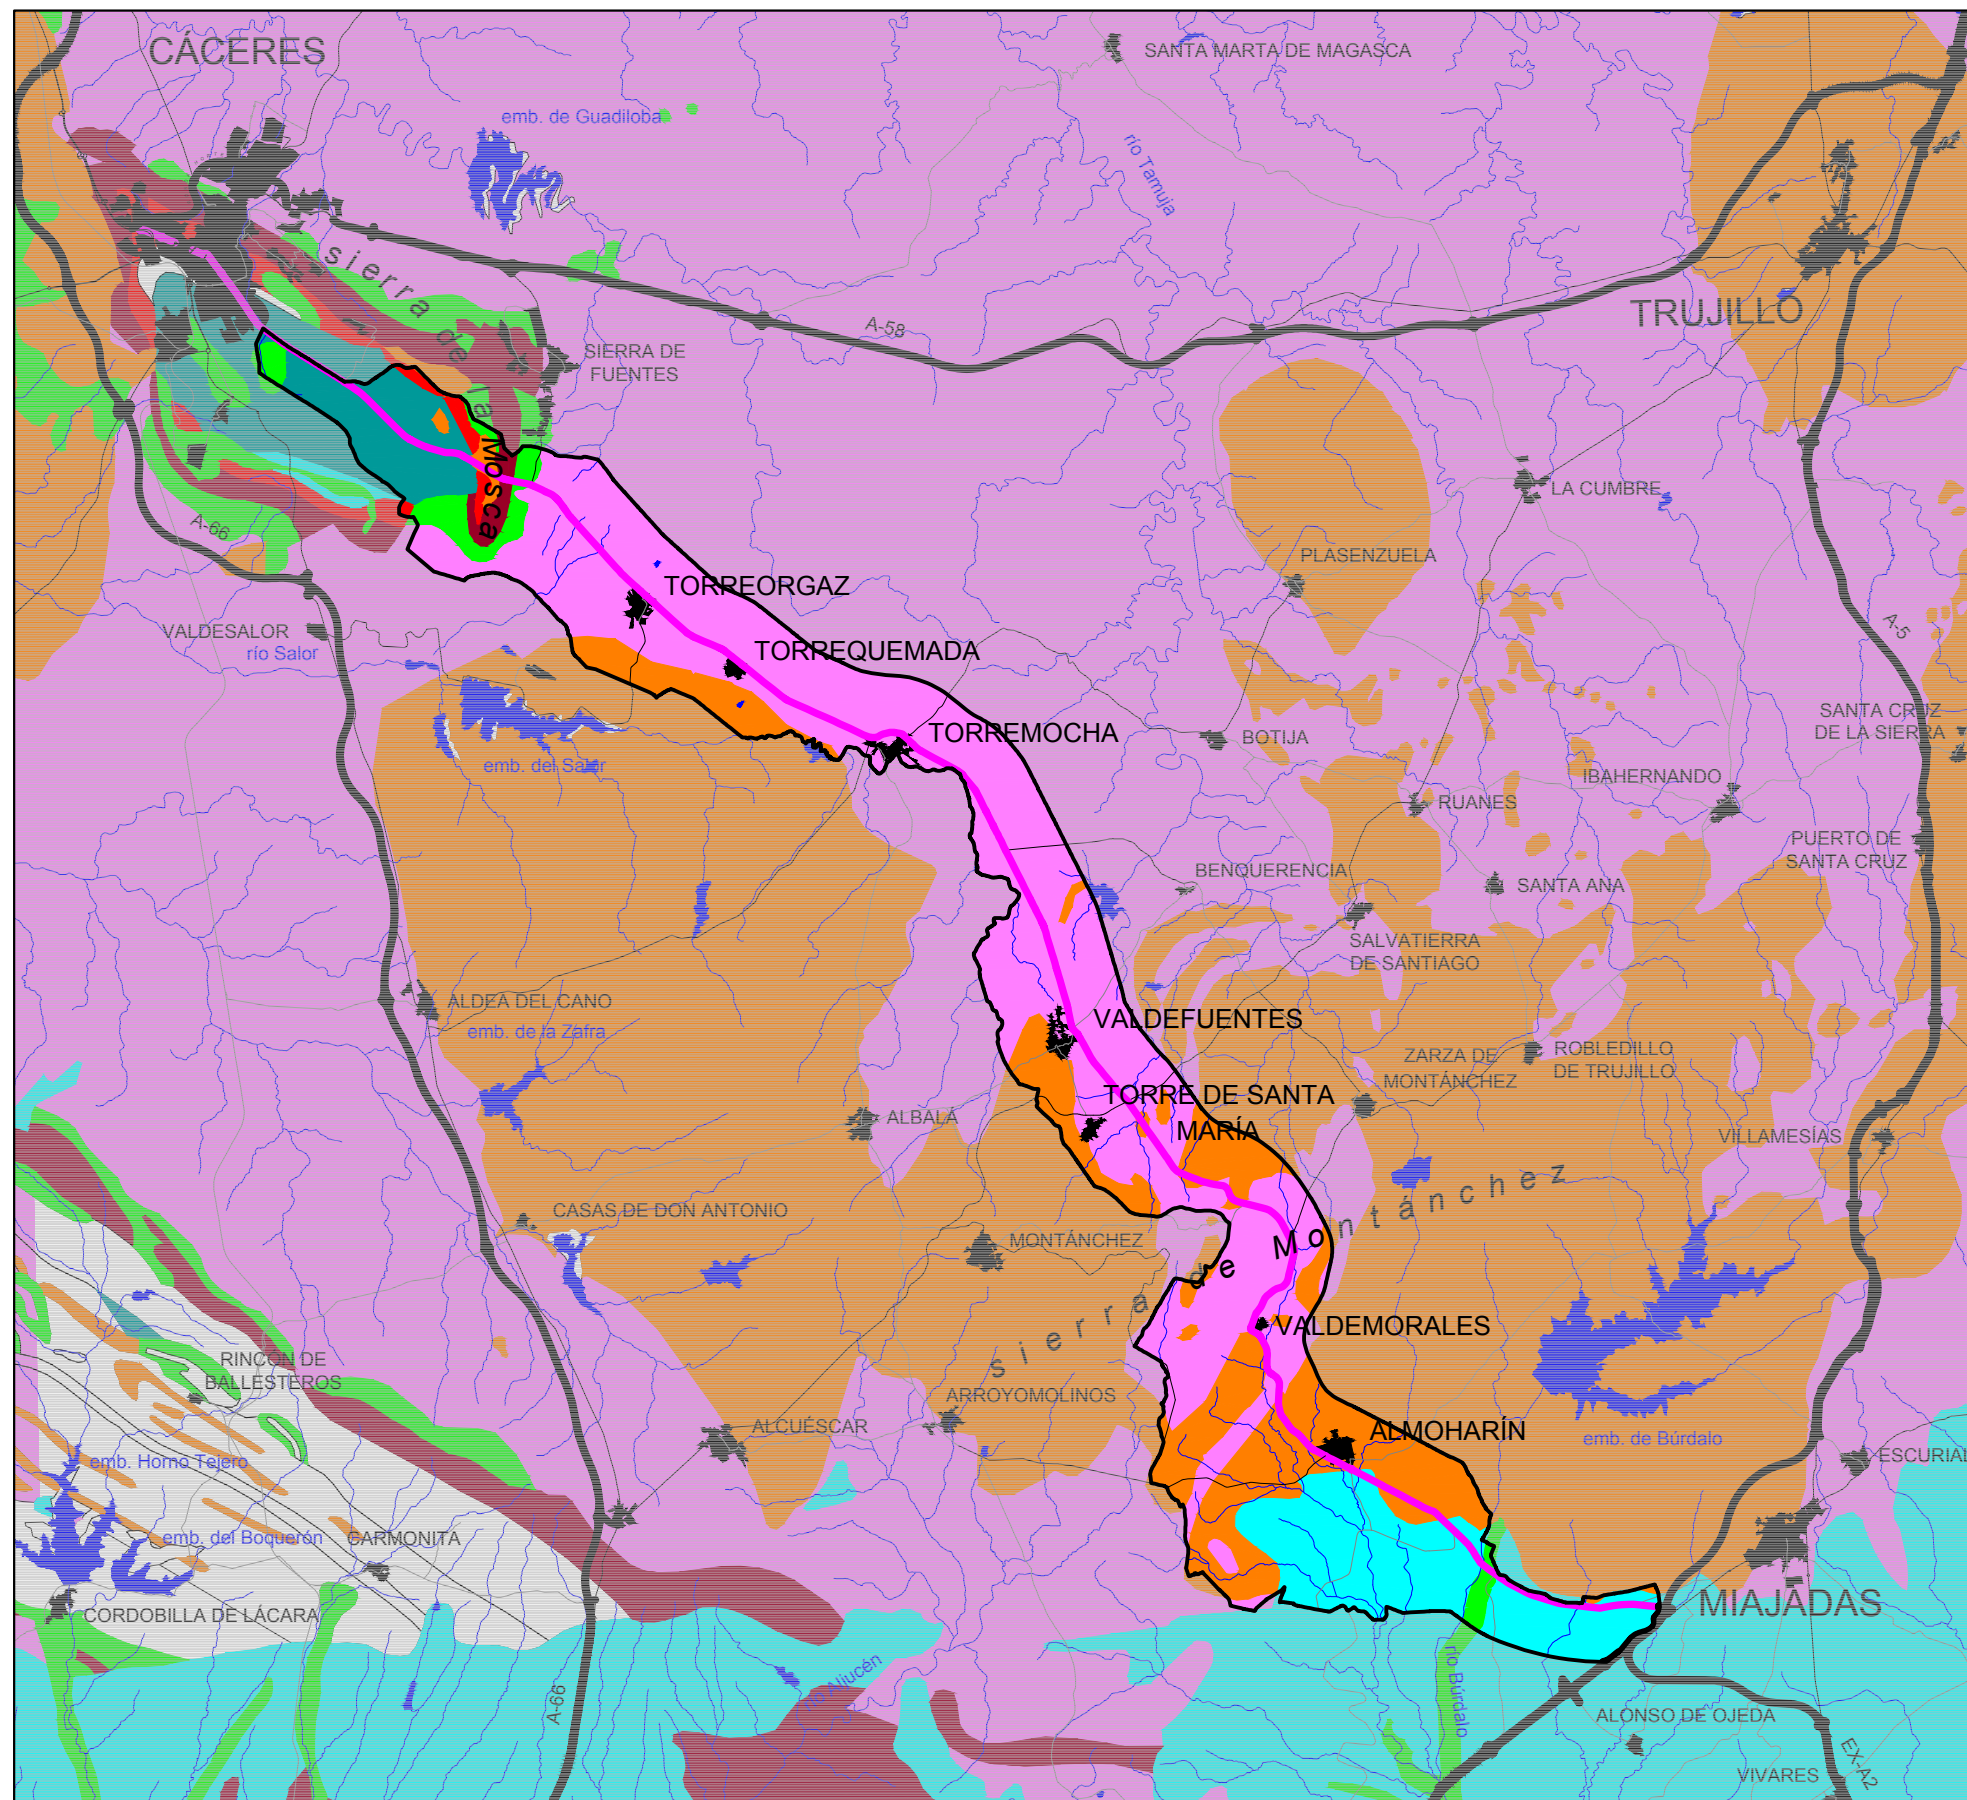 CÁCERES
SANTA MARTA DE MAGASCA
emb. de Guadiloba
río Tamuja
sierra de la Mosca
A-58
TRUJILLO
SIERRA DE
FUENTES
LA CUMBRE
A-66
PLASENZUELA
TORREORGAZ
VALDESALOR
río Salor
A-5
TORREQUEMADA
SANTA CRUZ
DE LA SIERRA
TORREMOCHA
BOTIJA
emb. del Salor
IBAHERNANDO
RUANES
PUERTO DE
SANTA CRUZ
BENQUERENCIA
SANTA ANA
SALVATIERRA
DE SANTIAGO
ALDEA DEL CANO
emb. de la Zafra
VALDEFUENTES
ZARZA DE
MONTÁNCHEZ
ROBLEDILLO
DE TRUJILLO
TORRE DE SANTA
MARÍA
ALBALÁ
VILLAMESÍAS
CASAS DE DON ANTONIO
MONTÁNCHEZ
sierra de Montánchez
VALDEMORALES
RINCÓN DE
BALLESTEROS
ARROYOMOLINOS
ALCUÉSCAR
ALMOHARÍN
emb. de Búrdalo
ESCURIAL
emb. Horno Tejero
emb. del Boquerón
CARMONITA
CORDOBILLA DE LÁCARA
MIAJADAS
río Aljucén
río Búrdalo
A-66
ALONSO DE OJEDA
EX-A2
VIVARES